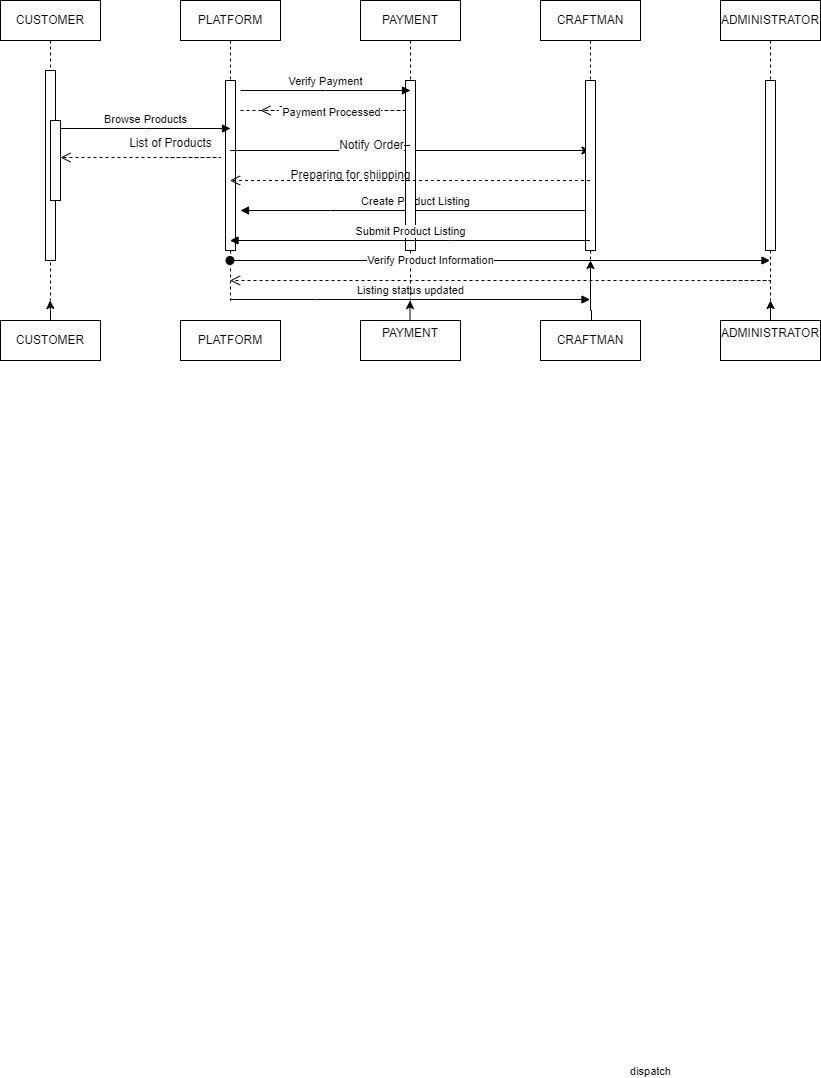 CUSTOMER
PLATFORM
PAYMENT
CRAFTMAN
ADMINISTRATOR
Verify Payment
Payment Processed
Browse Products
List of Products
Notify Order
Preparing for shiipping
Create Product Listing
Submit Product Listing
Verify Product Information
Listing status updated
CUSTOMER
PLATFORM
PAYMENT
CRAFTMAN
ADMINISTRATOR
dispatch